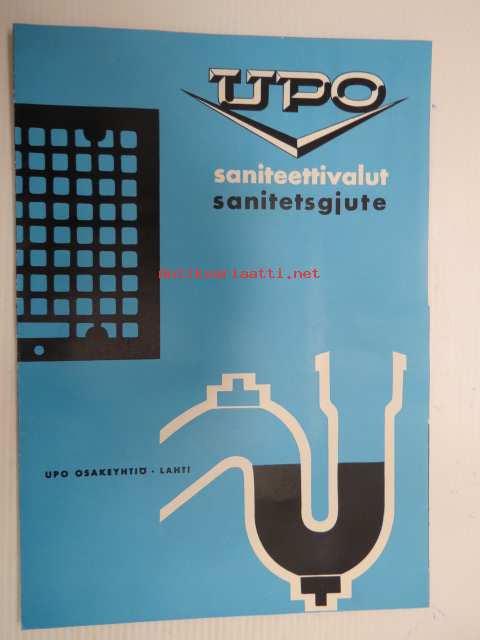 UPO
saniteettivalut
sanitetsgjute
antikvariaatti.net
UPO OSAKEYHTIÖ · LAHTI